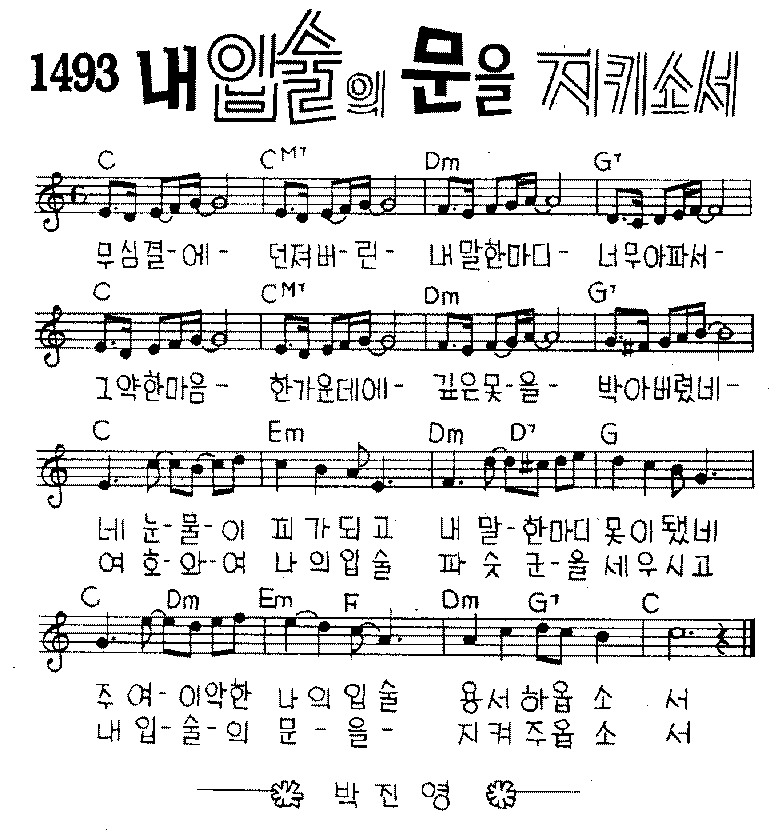 1493 내 입술의 문을 지키소서
C CM7 Dm G7
무심결-에- 던져버-린- 내말한마디- 너무아파서-
C CM7 Dm G7
그약한마음- 한가운데에- 깊은못-을- 박아버렸네-
C Em Dm D7 G
네 눈-물-이 피가되고 내 말-한마디 못이됐네
여 호-와-여 나의입술 파 숫 군-을 세우시고
C Dm Em F Dm G7 C
주 여-이악한 나의입술 용서하옵소 서
내 입-술-의 문-을- 지켜주옵소 서
박 진 영